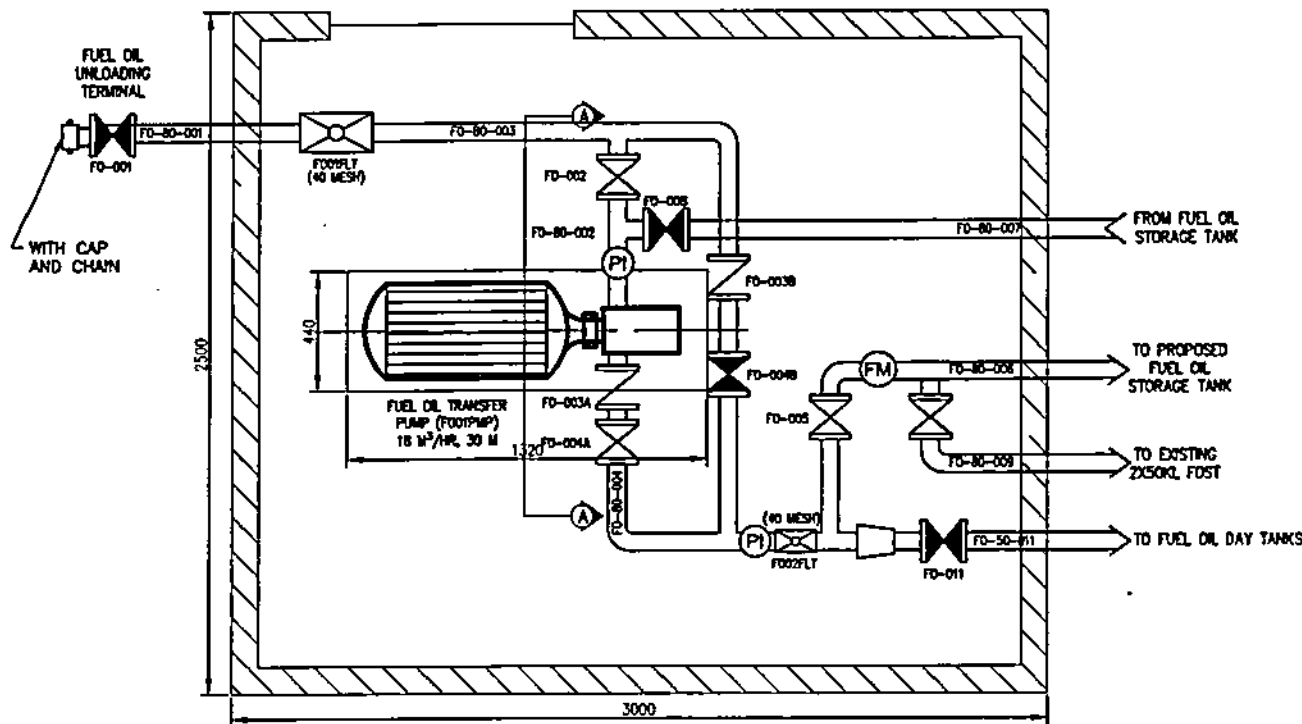 FUEL OIL
UNLOADING
TERMINAL
FO-80-001
FO-001
WITH CAP
AND CHAIN
F001FLT
(40 MESH)
FO-80-003
A
FO-002
FO-80-002
FO-80-007
FROM FUEL OIL
STORAGE TANK
PI
FO-003B
440
2500
FO-004B
FO-003A
FUEL OIL TRANSFER
PUMP (F001PMP)
18 M³/HR, 30 M
1320
FO-004A
FO-80-004
A
FO-005
FM
TO PROPOSED
FUEL OIL
STORAGE TANK
FO-80-009
TO EXISTING
2X50KL FOST
(40 MESH)
PI
F002FLT
FO-011
FO-50-011
TO FUEL OIL DAY TANKS
3000